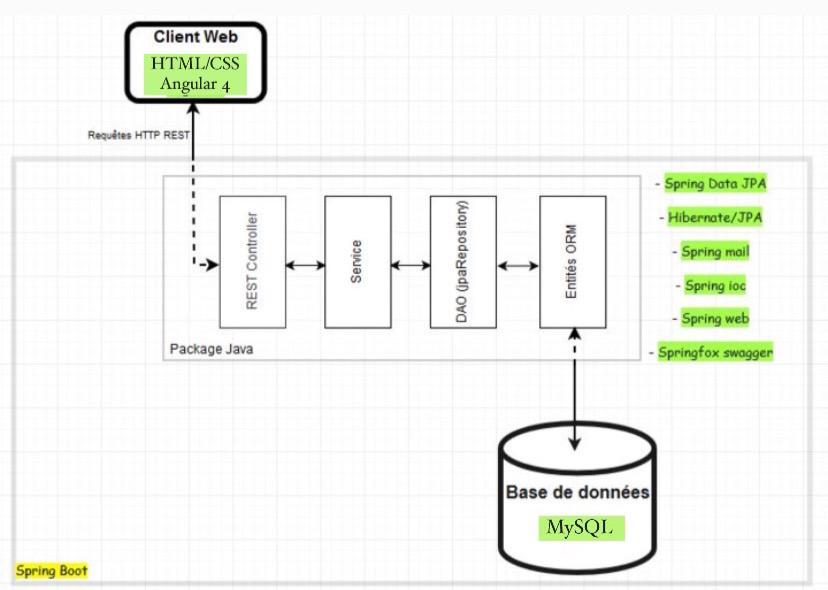 Client Web
HTML/CSS
Angular 4
Requêtes HTTP REST
REST Controller
Service
DAO (jpaRepository)
Entités ORM
Package Java
- Spring Data JPA
- Hibernate/JPA
- Spring mail
- Spring ioc
- Spring web
- Springfox swagger
Base de données
MySQL
Spring Boot